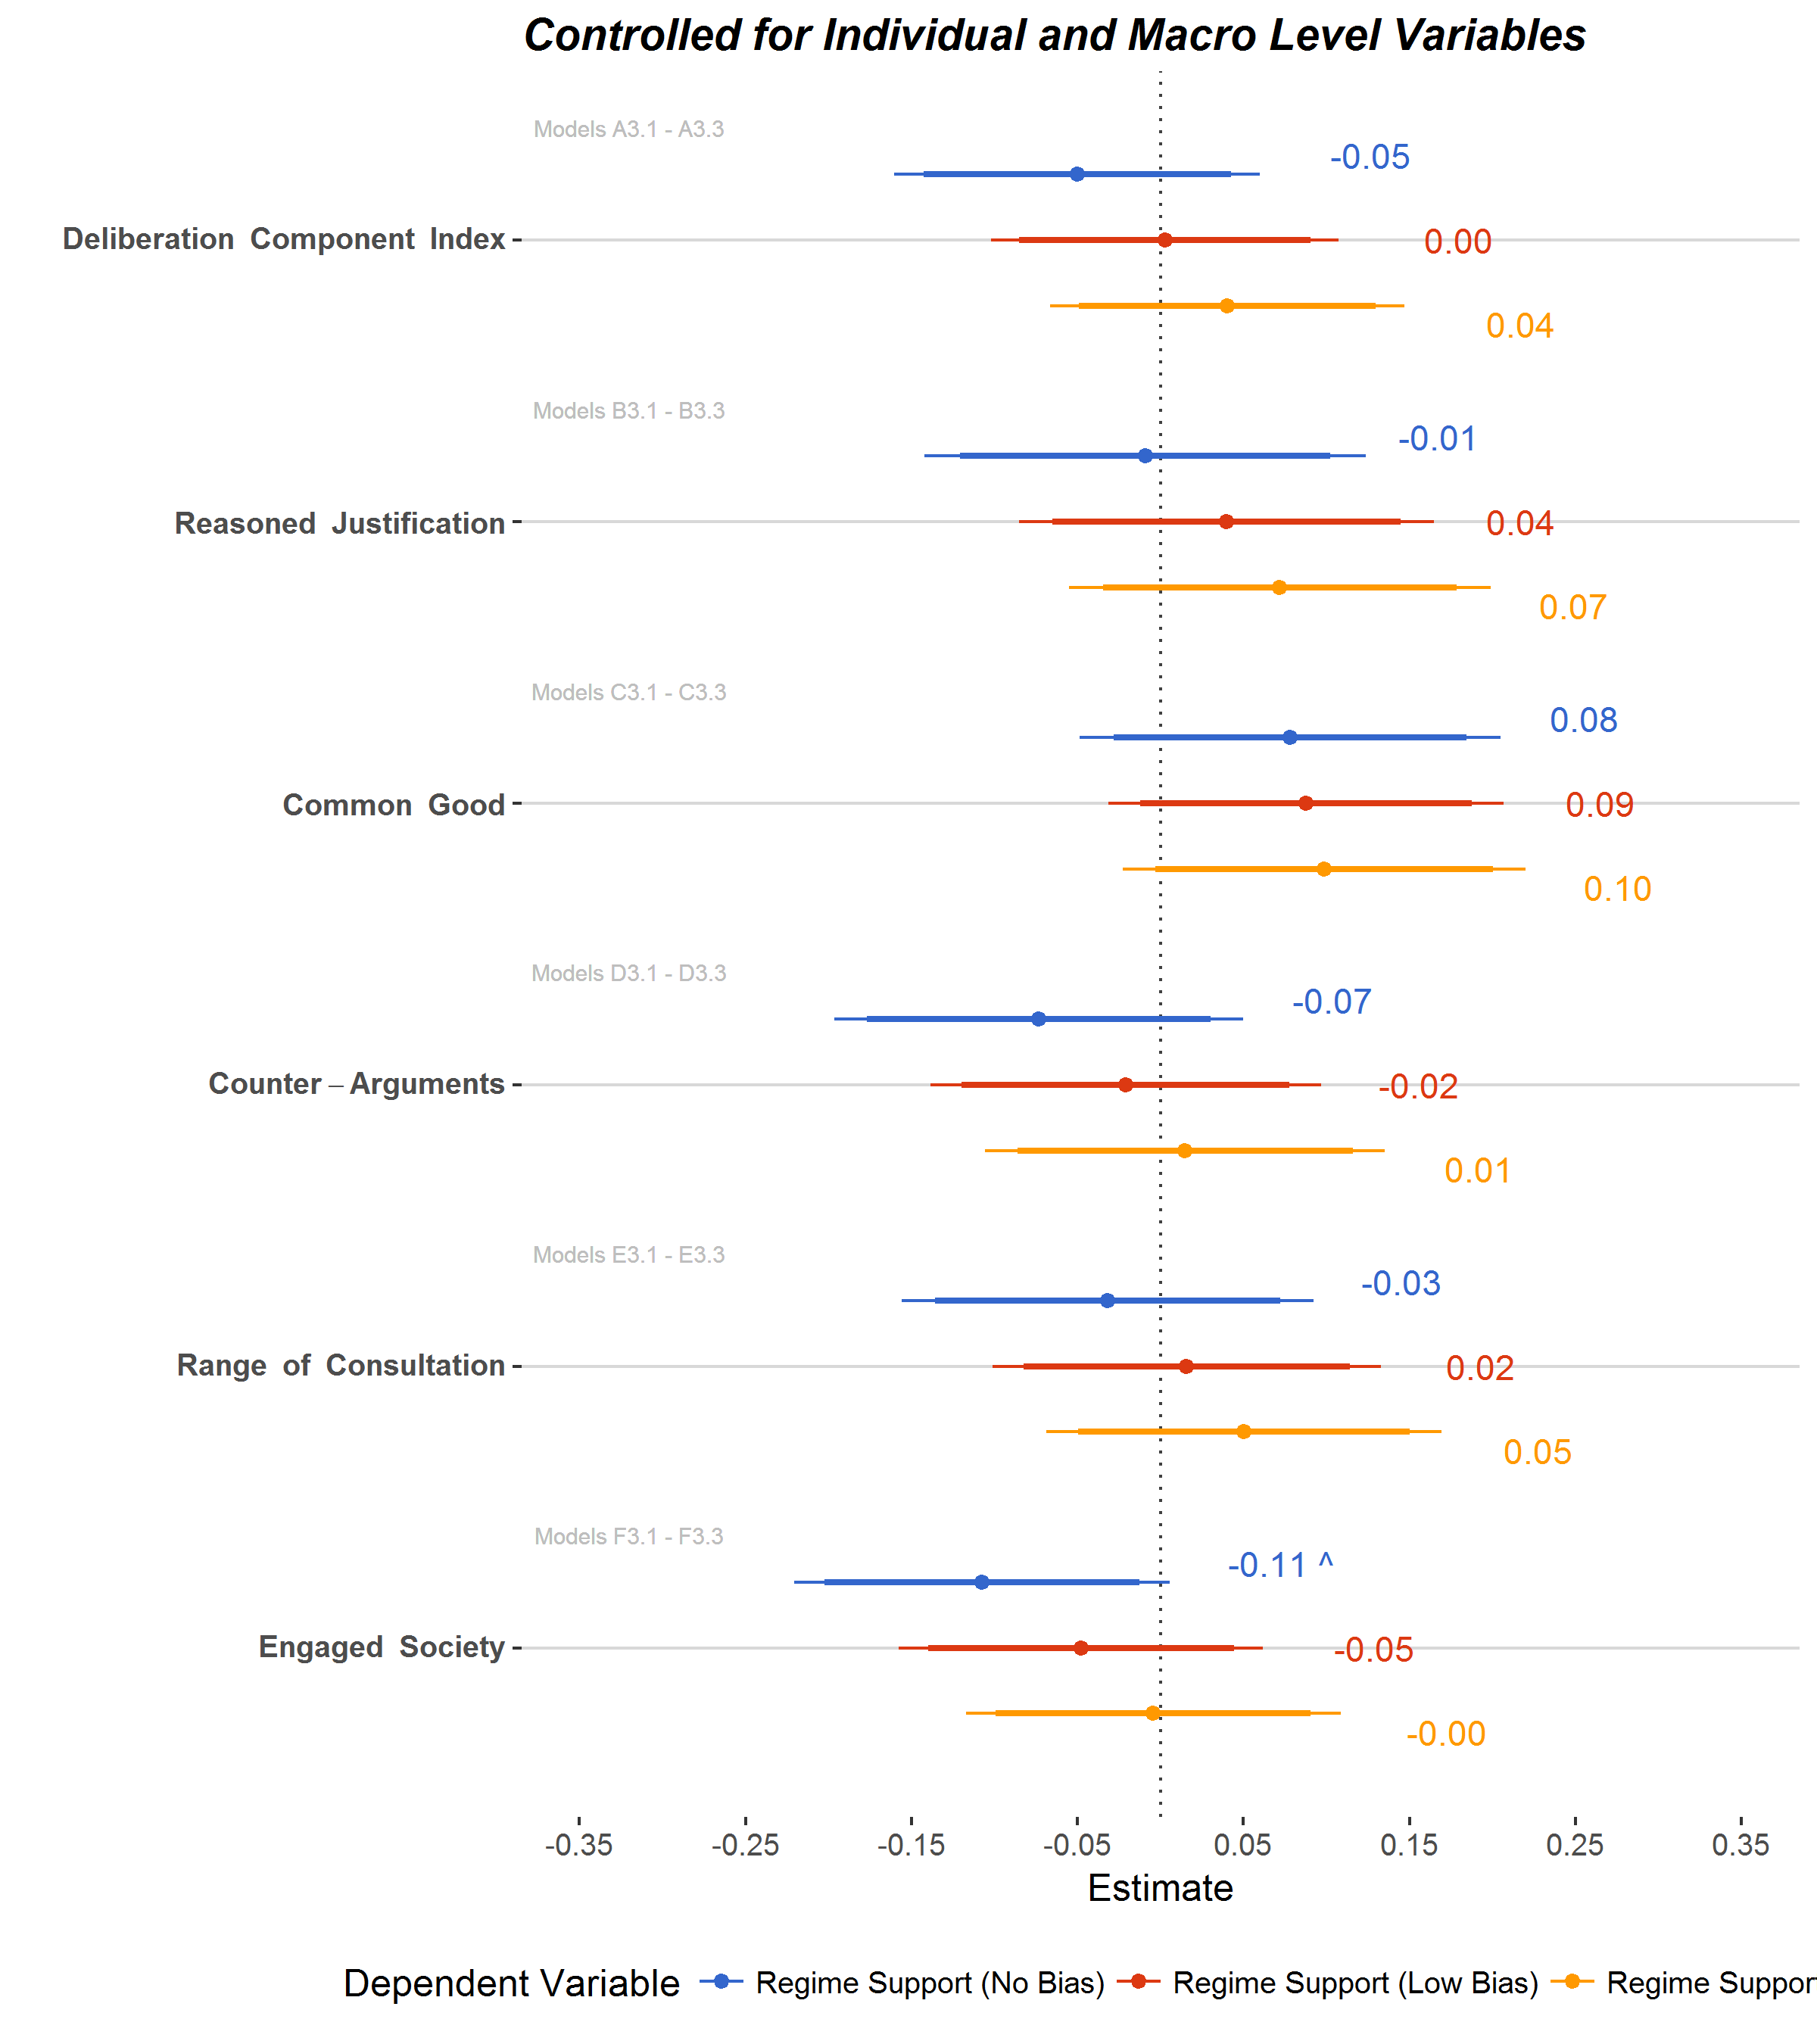 Controlled for Individual and Macro Level Variables
Models A3.1 - A3.3
-0.05
Deliberation Component Index
0.00
0.04
Models B3.1 - B3.3
-0.01
Reasoned Justification
0.04
0.07
Models C3.1 - C3.3
0.08
Common Good
0.09
0.10
Models D3.1 - D3.3
-0.07
Counter – Arguments
-0.02
0.01
Models E3.1 - E3.3
-0.03
Range of Consultation
0.02
0.05
Models F3.1 - F3.3
-0.11 ^
Engaged Society
-0.05
-0.00
-0.35 -0.25 -0.15 -0.05 0.05 0.15 0.25 0.35
Estimate
Dependent Variable Regime Support (No Bias) Regime Support (Low Bias) Regime Support